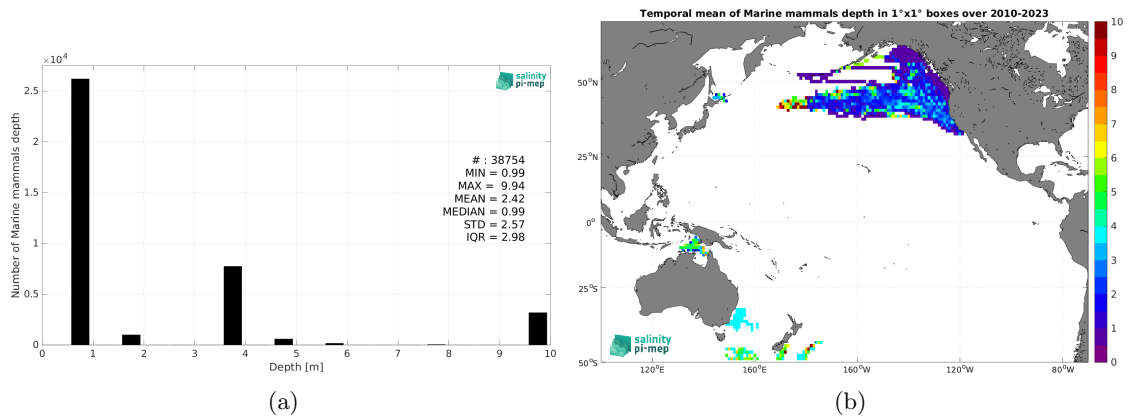 ×10⁴
2.5
2
1.5
1
0.5
0
Number of Marine mammals depth
salinity
pi-mep
# : 38754
MIN = 0.99
MAX = 9.94
MEAN = 2.42
MEDIAN = 0.99
STD = 2.57
IQR = 2.98
0 1 2 3 4 5 6 7 8 9 10
Depth [m]
(a)
Temporal mean of Marine mammals depth in 1°x1° boxes over 2010-2023
50°N
25°N
0°
25°S
50°S
salinity
pi-mep
120°W 160°W 160°W 120°W 80°W
10
9
8
7
6
5
4
3
2
1
0
(b)